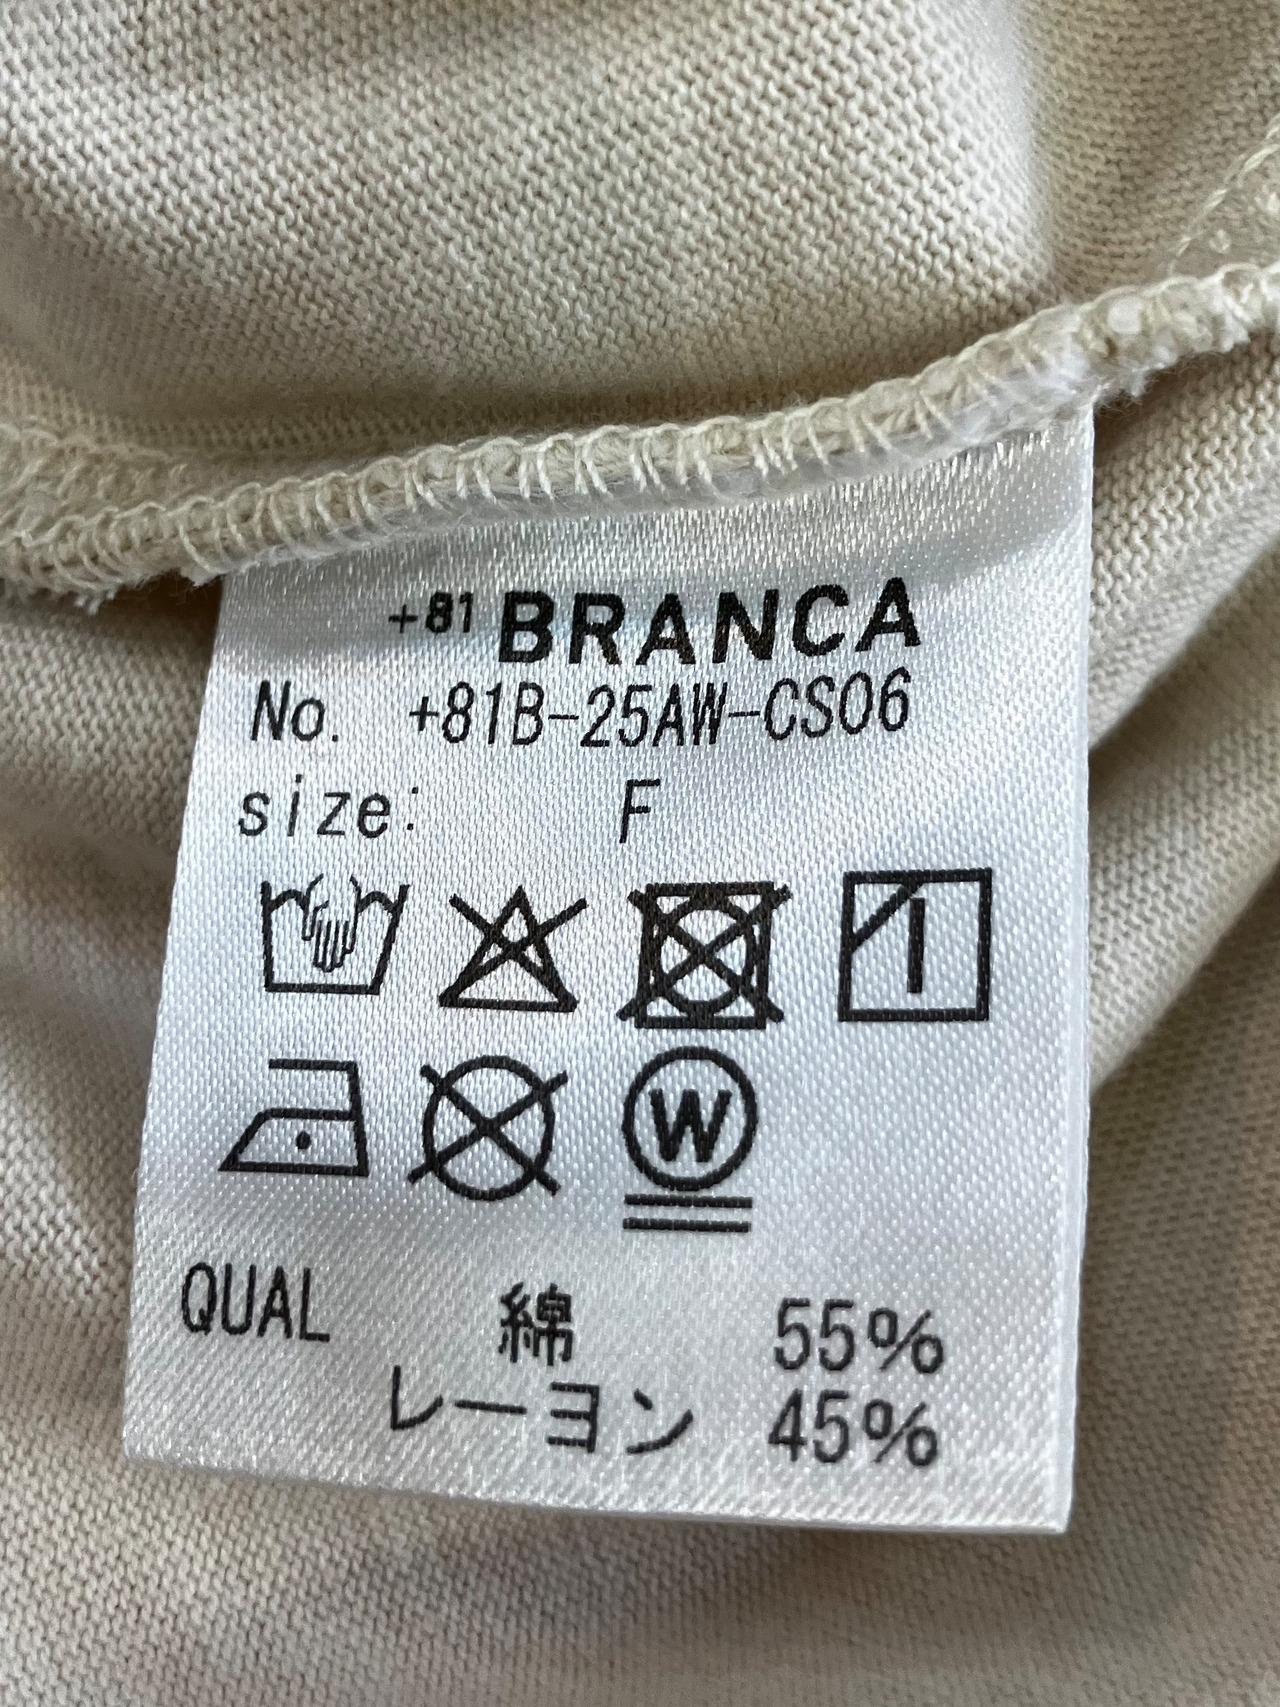 +81 BRANCA
No. +81B-25AW-CS06
size: F
W
QUAL 綿 55%
レーヨン 45%